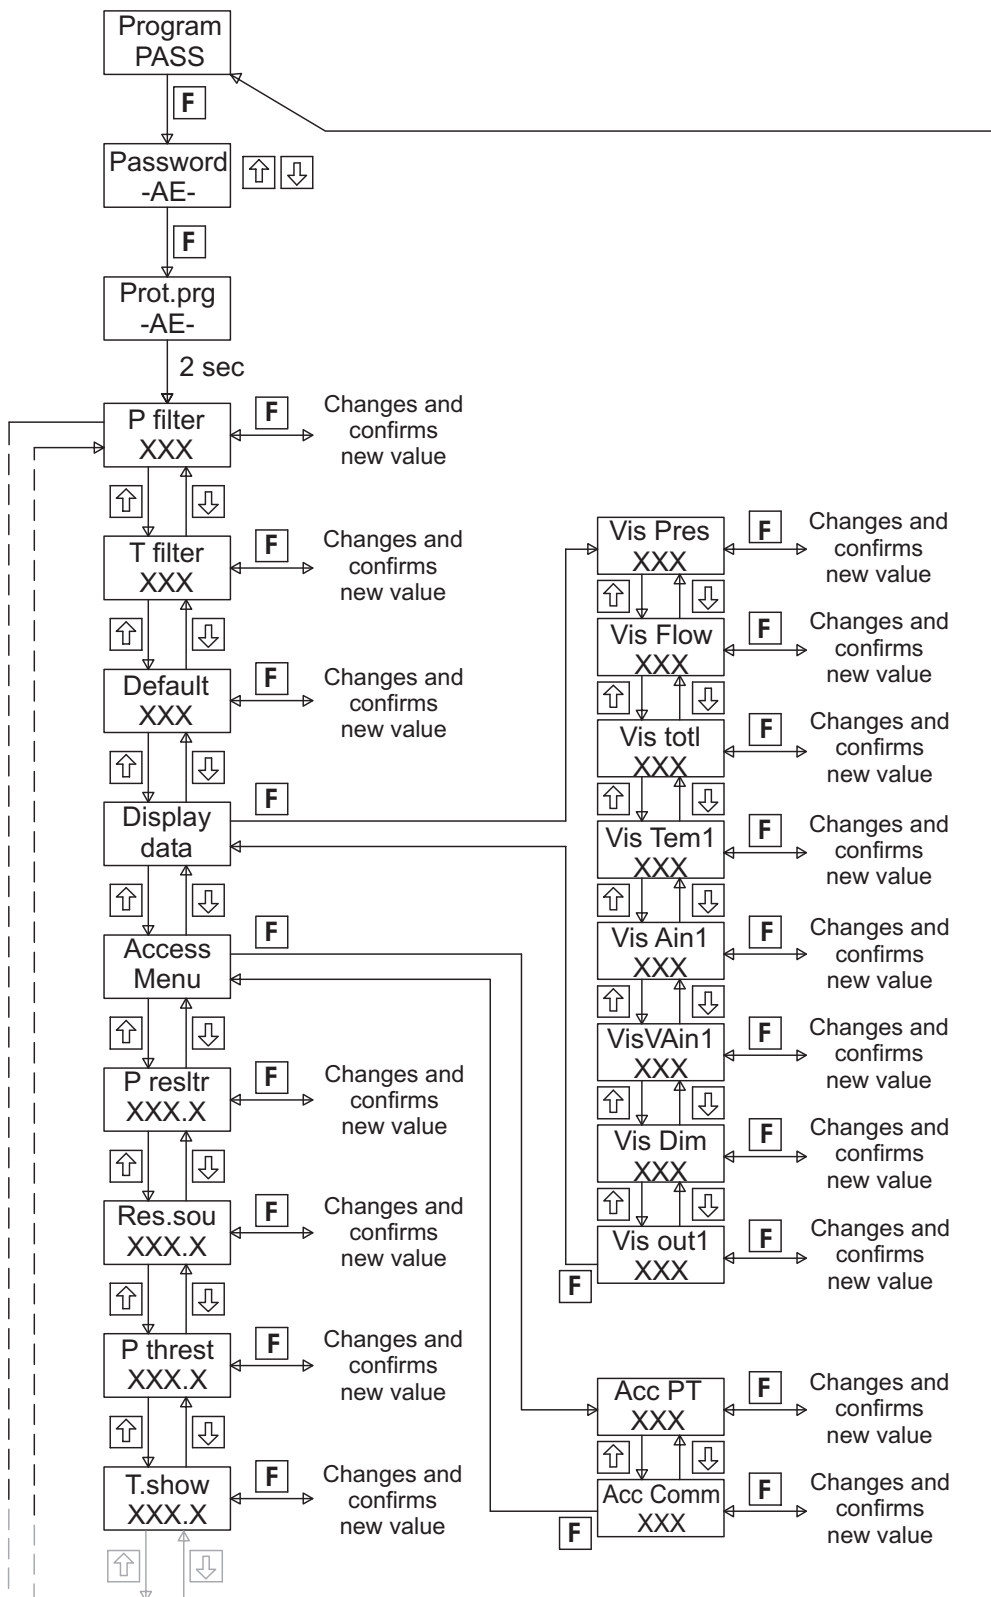 Program
PASS
F
Password
-AE-
F
Prot.prg
-AE-
2 sec
P filter
XXX
F
Changes and
confirms
new value
T filter
XXX
F
Changes and
confirms
new value
Default
XXX
F
Changes and
confirms
new value
Display
data
F
Access
Menu
F
P resltr
XXX.X
F
Changes and
confirms
new value
Res.sou
XXX.X
F
Changes and
confirms
new value
P threst
XXX.X
F
Changes and
confirms
new value
T.show
XXX.X
F
Changes and
confirms
new value
Vis Pres
XXX
F
Changes and
confirms
new value
Vis Flow
XXX
F
Changes and
confirms
new value
Vis totl
XXX
F
Changes and
confirms
new value
Vis Tem1
XXX
F
Changes and
confirms
new value
Vis Ain1
XXX
F
Changes and
confirms
new value
VisVAin1
XXX
F
Changes and
confirms
new value
Vis Dim
XXX
F
Changes and
confirms
new value
Vis out1
XXX
F
Changes and
confirms
new value
F
Acc PT
XXX
F
Changes and
confirms
new value
Acc Comm
XXX
F
Changes and
confirms
new value
F